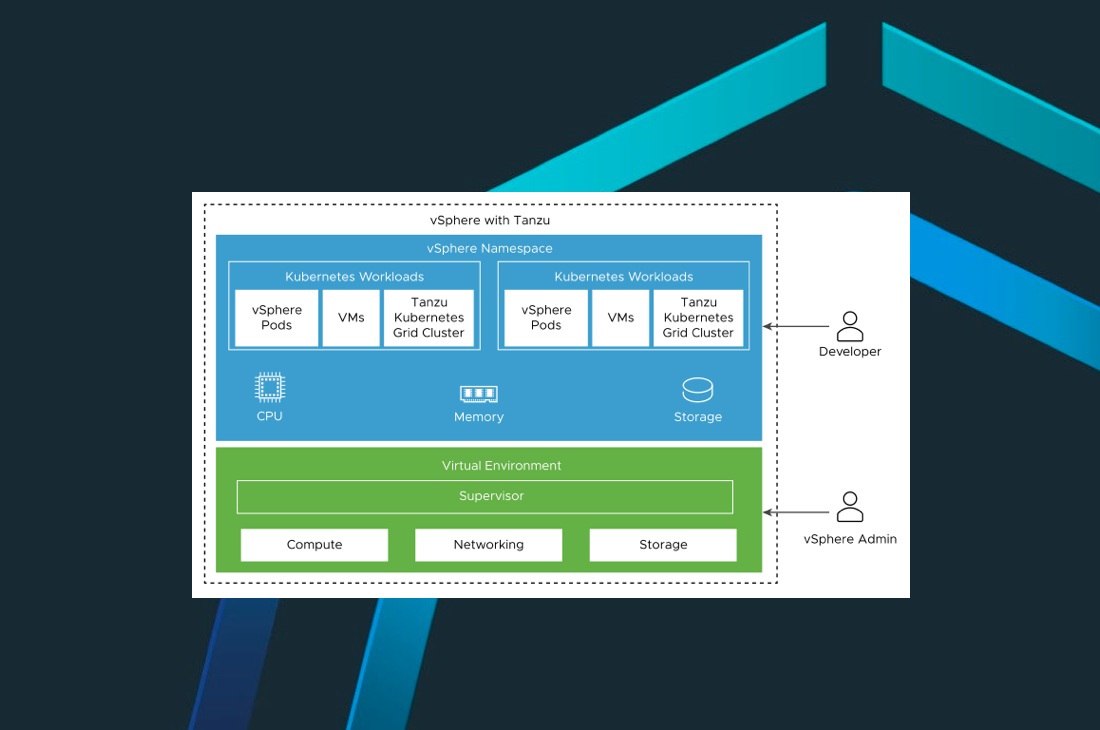 vSphere with Tanzu
vSphere Namespace
Kubernetes Workloads
vSphere
Pods
VMs
Tanzu
Kubernetes
Grid Cluster
Kubernetes Workloads
vSphere
Pods
VMs
Tanzu
Kubernetes
Grid Cluster
CPU
Memory
Storage
Developer
Virtual Environment
Supervisor
Compute
Networking
Storage
vSphere Admin